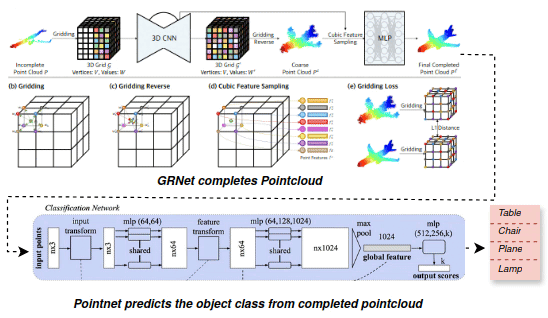 Gridding
3D CNN
Gridding
Reverse
Cubic Feature
Sampling
MLP
Incomplete
Point Cloud P
3D Grid G
Vertices: V, Values: W
3D Grid G'
Vertices: V, Values: W'
Coarse
Point Cloud Pᶜ
Final Completed
Point Cloud Pᶠ
(b) Gridding
(c) Gridding Reverse
(d) Cubic Feature Sampling
(e) Gridding Loss
Gridding
L1 Distance
Gridding
Point Features
GRNet completes Pointcloud
Classification Network
input points
nx3
input
transform
nx3
mlp (64,64)
shared
nx64
feature
transform
nx64
mlp (64,128,1024)
shared
nx1024
max
pool
1024
global feature
mlp
(512,256,k)
k
output scores
Table
Chair
Plane
Lamp
Pointnet predicts the object class from completed pointcloud